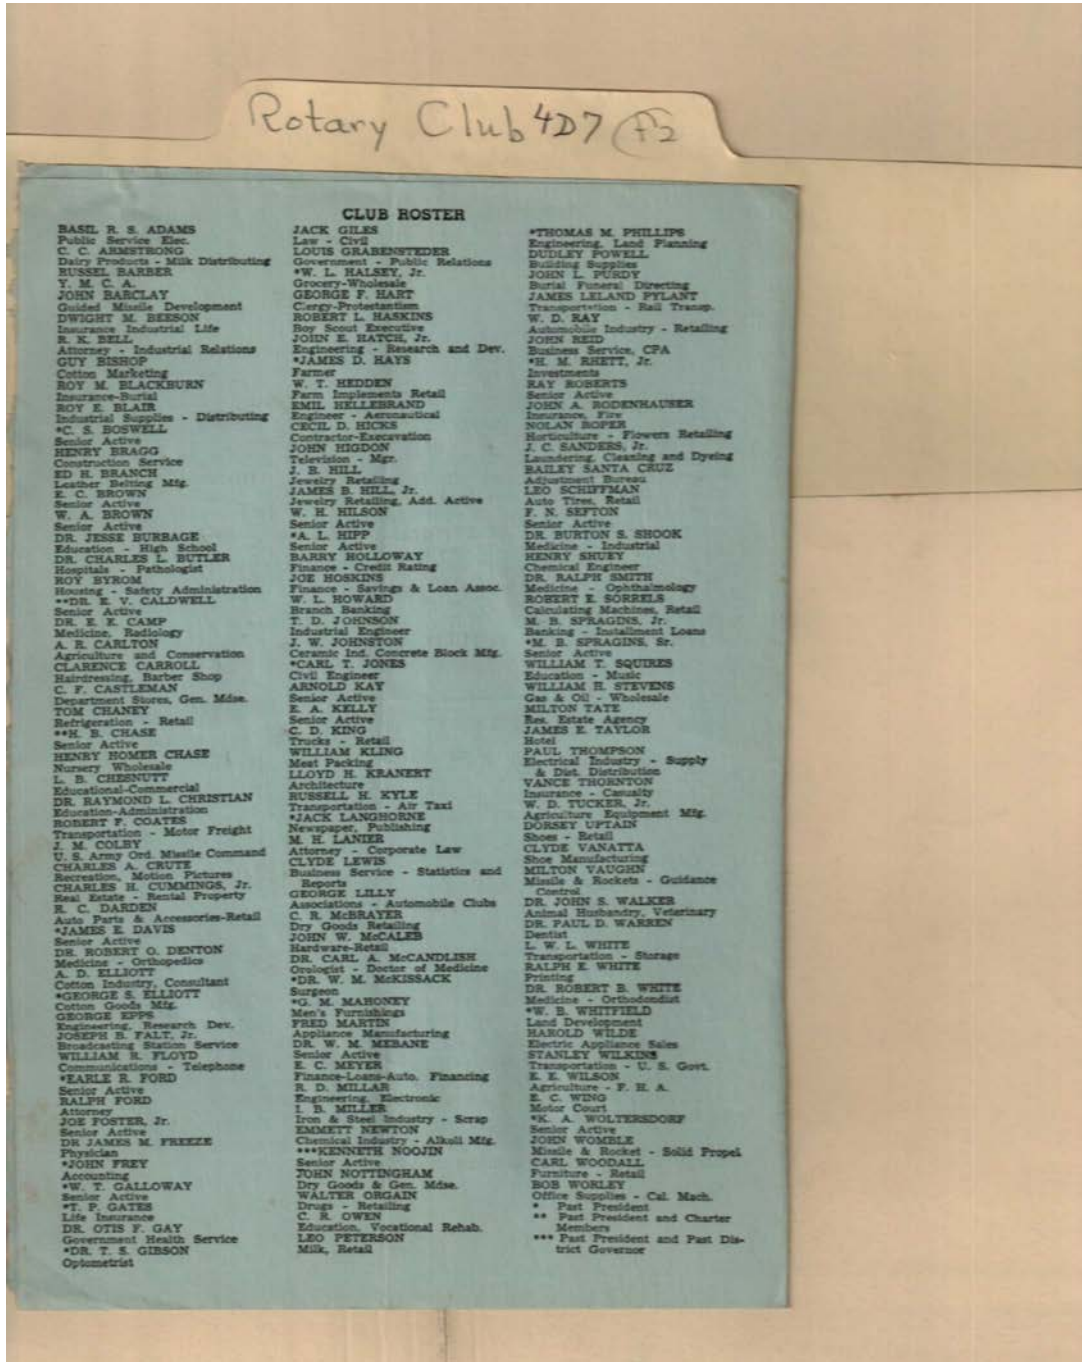 Rotary Club 4D7 F2
CLUB ROSTER
BASIL R. S. ADAMS
Public Service Elec.
C. C. ARMSTRONG
Dairy Products - Milk Distributing
RUSSEL BARBER
Y. M. C. A.
JOHN BARCLAY
Guided Missile Development
DWIGHT M. BEESON
Insurance Industrial Life
R. K. BELL
Attorney - Industrial Relations
GUY BISHOP
Cotton Marketing
ROY M. BLACKBURN
Insurance-Burial
ROY E. BLAIR
Industrial Supplies - Distributing
*C. S. BOSWELL
Senior Active
HENRY BRAGG
Construction Service
ED H. BRANCH
Leather Belting Mfg.
E. C. BROWN
Senior Active
W. A. BROWN
Senior Active
DR. JESSE BURBAGE
Education - High School
DR. CHARLES L. BUTLER
Hospitals - Pathologist
ROY BYROM
Housing - Safety Administration
**DR. E. V. CALDWELL
Senior Active
DR. E. E. CAMP
Medicine, Radiology
A. R. CARLTON
Agriculture and Conservation
CLARENCE CARROLL
Hairdressing, Barber Shop
C. F. CASTLEMAN
Department Stores, Gen. Mdse.
TOM CHANEY
Refrigeration - Retail
**H. B. CHASE
Senior Active
HENRY HOMER CHASE
Nursery Wholesale
L. B. CHESNUTT
Educational-Commercial
DR. RAYMOND L. CHRISTIAN
Education-Administration
ROBERT F. COATES
Transportation - Motor Freight
J. M. COLBY
U. S. Army Ord. Missile Command
CHARLES A. CRUTE
Recreation, Motion Pictures
CHARLES H. CUMMINGS, Jr.
Real Estate - Rental Property
R. C. DARDEN
Auto Parts & Accessories-Retail
*JAMES E. DAVIS
Senior Active
DR. ROBERT O. DENTON
Medicine - Orthopedics
A. D. ELLIOTT
Cotton Industry, Consultant
*GEORGE S. ELLIOTT
Cotton Goods Mfg.
GEORGE EPPS
Engineering, Research Dev.
JOSEPH B. FALT, Jr.
Broadcasting Station Service
WILLIAM R. FLOYD
Communications - Telephone
*EARLE R. FORD
Senior Active
RALPH FORD
Attorney
JOE FOSTER, Jr.
Senior Active
DR JAMES M. FREEZE
Physician
*JOHN FREY
Accounting
*W. T. GALLOWAY
Senior Active
*T. P. GATES
Life Insurance
DR. OTIS F. GAY
Government Health Service
*DR. T. S. GIBSON
Optometrist
JACK GILES
Law - Civil
LOUIS GRABENSTEDER
Government - Public Relations
*W. L. HALSEY, Jr.
Grocery-Wholesale
GEORGE F. HART
Clergy-Protestantism
ROBERT L. HASKINS
Boy Scout Executive
JOHN E. HATCH, Jr.
Engineering - Research and Dev.
*JAMES D. HAYS
Farmer
W. T. HEDDEN
Farm Implements Retail
EMIL HELLEBRAND
Engineer - Aeronautical
CECIL D. HICKS
Contractor-Excavation
JOHN HIGDON
Television - Mgr.
J. B. HILL
Jewelry Retailing
JAMES B. HILL, Jr.
Jewelry Retailing, Add. Active
W. H. HILSON
Senior Active
*A. L. HIPP
Senior Active
BARRY HOLLOWAY
Finance - Credit Rating
JOE HOSKINS
Finance - Savings & Loan Assoc.
W. L. HOWARD
Branch Banking
T. D. JOHNSON
Industrial Engineer
J. W. JOHNSTON
Ceramic Ind. Concrete Block Mfg.
*CARL T. JONES
Civil Engineer
ARNOLD KAY
Senior Active
E. A. KELLY
Senior Active
C. D. KING
Trucks - Retail
WILLIAM KLING
Meat Packing
LLOYD H. KRANERT
Architecture
RUSSELL H. KYLE
Transportation - Air Taxi
*JACK LANGHORNE
Newspaper, Publishing
M. H. LANIER
Attorney - Corporate Law
CLYDE LEWIS
Business Service - Statistics and
Reports
GEORGE LILLY
Associations - Automobile Clubs
C. R. McBRAYER
Dry Goods Retailing
JOHN W. McCALEB
Hardware-Retail
DR. CARL A. McCANDLISH
Orologist - Doctor of Medicine
*DR. W. M. McKISSACK
Surgeon
*G. M. MAHONEY
Men's Furnishings
FRED MARTIN
Appliance Manufacturing
DR. W. M. MEBANE
Senior Active
E. C. MEYER
Finance-Loans-Auto. Financing
R. D. MILLAR
Engineering, Electronic
I. B. MILLER
Iron & Steel Industry - Scrap
EMMETT NEWTON
Chemical Industry - Alkoli Mfg.
***KENNETH NOOJIN
Senior Active
JOHN NOTTINGHAM
Dry Goods & Gen. Mdse.
WALTER ORGAIN
Drugs - Retailing
C. R. OWEN
Education, Vocational Rehab.
LEO PETERSON
Milk, Retail
*THOMAS M. PHILLIPS
Engineering, Land Planning
DUDLEY POWELL
Building Supplies
JOHN L. PURDY
Burial Funeral Directing
JAMES LELAND PYLANT
Transportation - Rail Transp.
W. D. RAY
Automobile Industry - Retailing
JOHN REID
Business Service, CPA
*H. M. RHETT, Jr.
Investments
RAY ROBERTS
Senior Active
JOHN A. RODENHAUSER
Insurance, Fire
NOLAN ROPER
Horticulture - Flowers Retailing
J. C. SANDERS, Jr.
Laundering, Cleaning and Dyeing
BAILEY SANTA CRUZ
Adjustment Bureau
LEO SCHIFFMAN
Auto Tires, Retail
F. N. SEFTON
Senior Active
DR. BURTON S. SHOOK
Medicine - Industrial
HENRY SHUEY
Chemical Engineer
DR. RALPH SMITH
Medicine - Ophthalmology
ROBERT E. SORRELS
Calculating Machines, Retail
M. B. SPRAGINS, Jr.
Banking - Installment Loans
*M. B. SPRAGINS, Sr.
Senior Active
WILLIAM T. SQUIRES
Education - Music
WILLIAM H. STEVENS
Gas & Oil - Wholesale
MILTON TATE
Res. Estate Agency
JAMES E. TAYLOR
Hotel
PAUL THOMPSON
Electrical Industry - Supply
& Dist. Distribution
VANCE THORNTON
Insurance - Casualty
W. D. TUCKER, Jr.
Agriculture Equipment Mfg.
DORSEY UPTAIN
Shoes - Retail
CLYDE VANATTA
Shoe Manufacturing
MILTON VAUGHN
Missile & Rockets - Guidance
Control
DR. JOHN S. WALKER
Animal Husbandry, Veterinary
DR. PAUL D. WARREN
Dentist
L. W. L. WHITE
Transportation - Storage
RALPH E. WHITE
Printing
DR. ROBERT B. WHITE
Medicine - Orthodondist
*W. B. WHITFIELD
Land Development
HAROLD WILDE
Electric Appliance Sales
STANLEY WILKINS
Transportation - U. S. Govt.
E. E. WILSON
Agriculture - F. H. A.
E. C. WING
Motor Court
*K. A. WOLTERSDORF
Senior Active
JOHN WOMBLE
Missile & Rocket - Solid Propel.
CARL WOODALL
Furniture - Retail
BOB WORLEY
Office Supplies - Cal. Mach.
* Past President
** Past President and Charter
Members
*** Past President and Past Dis-
trict Governor